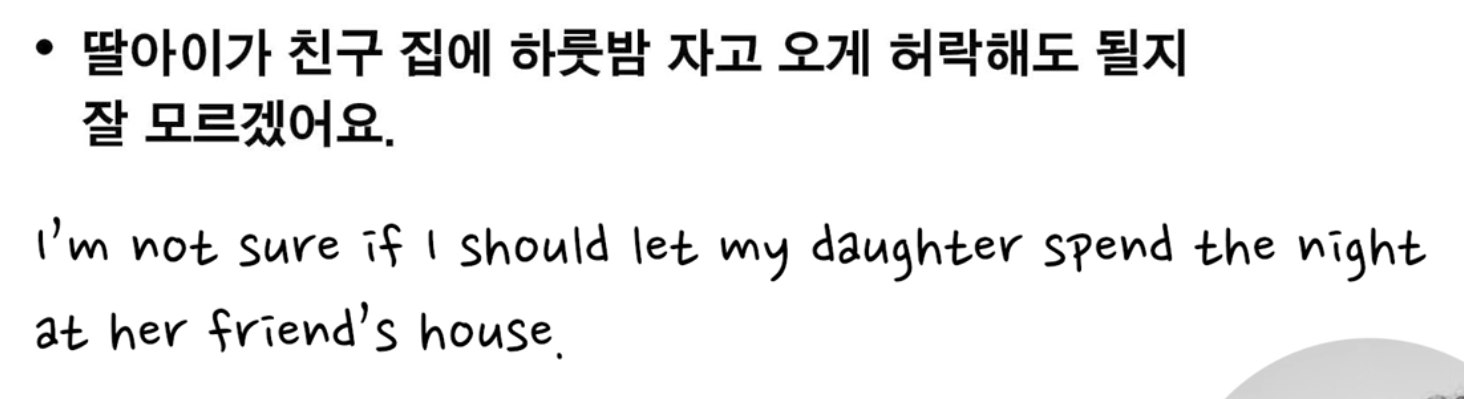 • 딸아이가 친구 집에 하룻밤 자고 오게 허락해도 될지
잘 모르겠어요.
I'm not sure if I should let my daughter spend the night
at her friend's house.